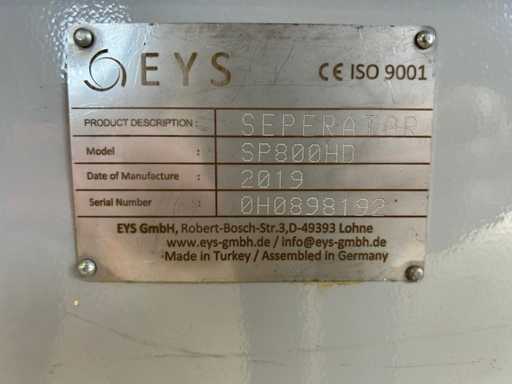 EYS CE ISO 9001
PRODUCT DESCRIPTION : SEPERATOR
Model : SP800HD
Date of Manufacture : 2019
Serial Number : 0H0898192
EYS GmbH, Robert-Bosch-Str.3,D-49393 Lohne
www.eys-gmbh.de / info@eys-gmbh.de
Made in Turkey / Assembled in Germany